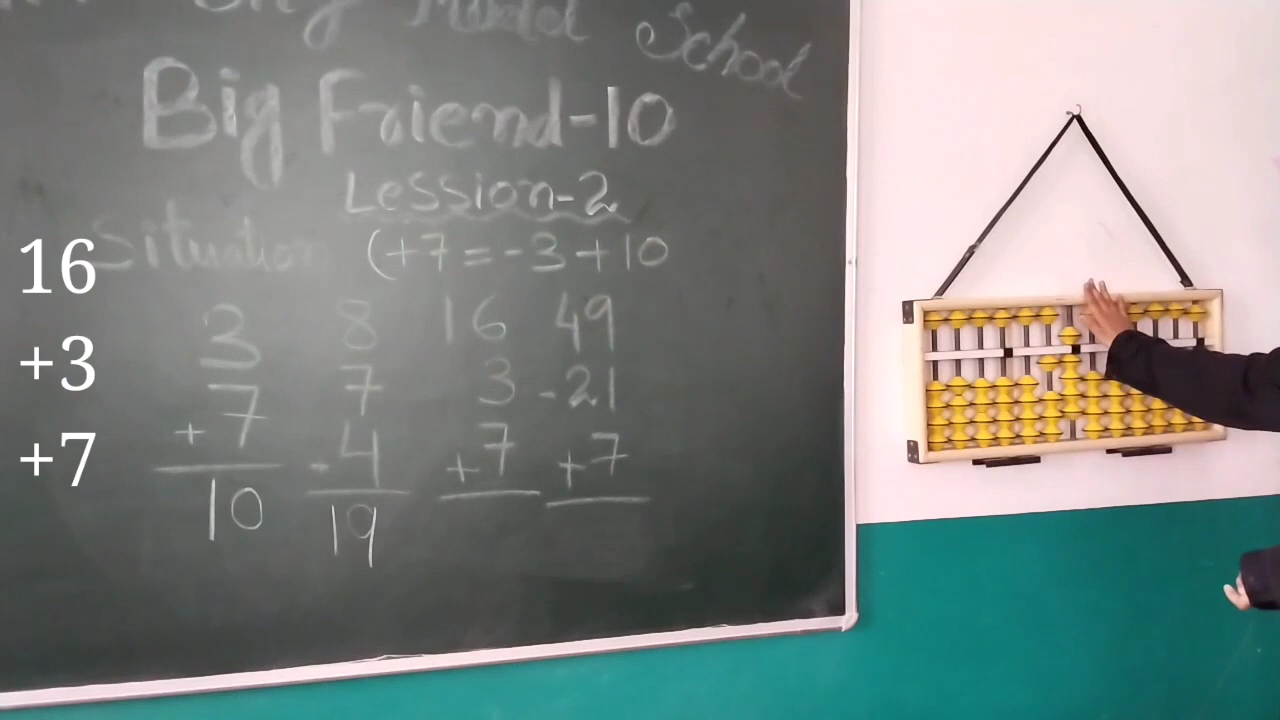 Model School
Big Friend-10
Lession-2
Situation (+7=-3+10
3 8 16 49
7 7 3 -21
+7 -4 +7 +7
10 19
16
+3
+7